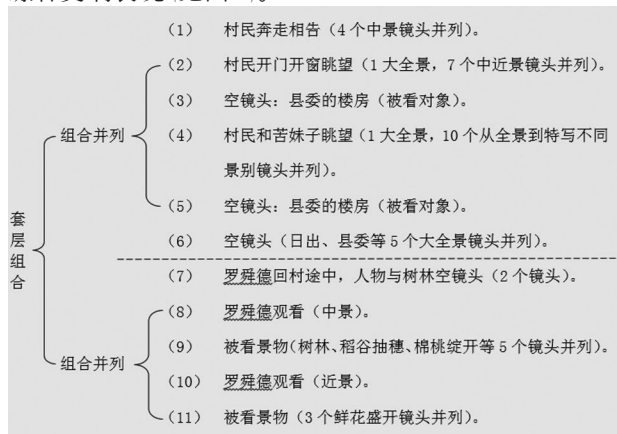 (1) 村民奔走相告（4个中景镜头并列）。
(2) 村民开门开窗眺望（1大全景，7个中近景镜头并列）。
(3) 空镜头：县委的楼房（被看对象）。
组合并列
(4) 村民和苦妹子眺望（1大全景，10个从全景到特写不同
景别镜头并列）。
(5) 空镜头：县委的楼房（被看对象）。
(6) 空镜头（日出、县委等5个大全景镜头并列）。
套层组合
(7) 罗舜德回村途中，人物与树林空镜头（2个镜头）。
(8) 罗舜德观看（中景）。
(9) 被看景物(树林、稻谷抽穗、棉桃绽开等5个镜头并列)。
组合并列
(10) 罗舜德观看（近景）。
(11) 被看景物（3个鲜花盛开镜头并列）。